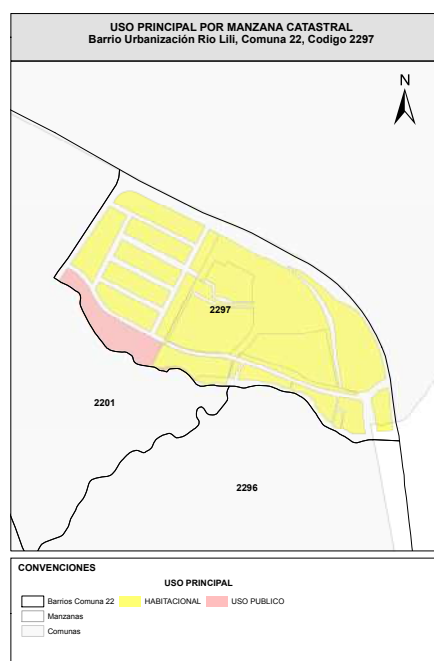 USO PRINCIPAL POR MANZANA CATASTRAL
Barrio Urbanización Rio Lili, Comuna 22, Codigo 2297
N
2297
2201
2296
CONVENCIONES
USO PRINCIPAL
Barrios Comuna 22 HABITACIONAL USO PUBLICO
Manzanas
Comunas